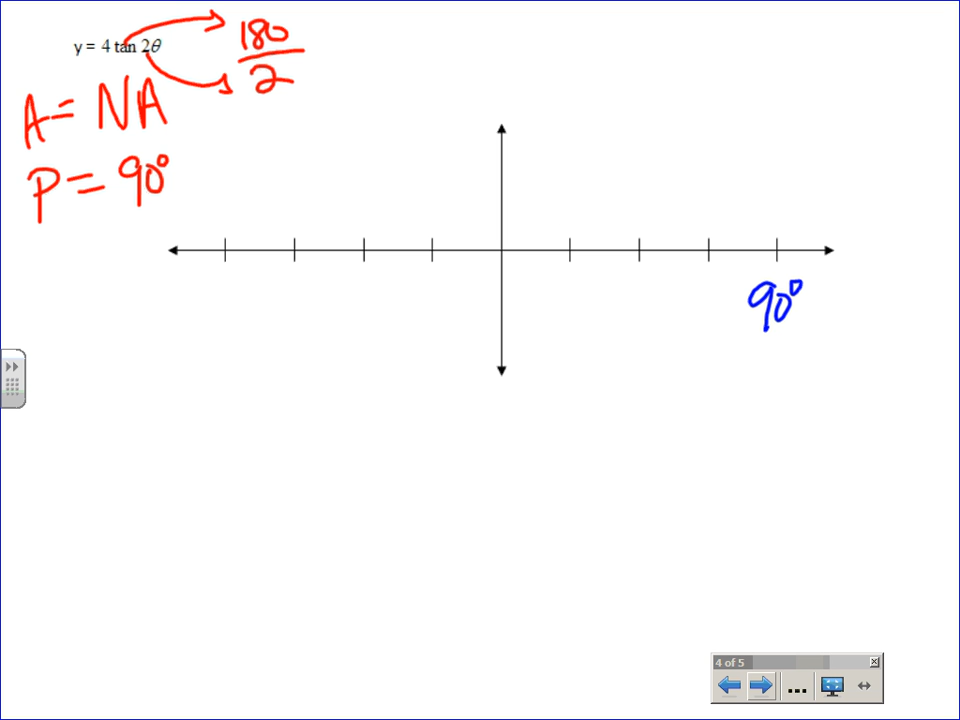 y = 4 tan 2θ
180
2
A = NA
P = 90°
90°
4 of 5